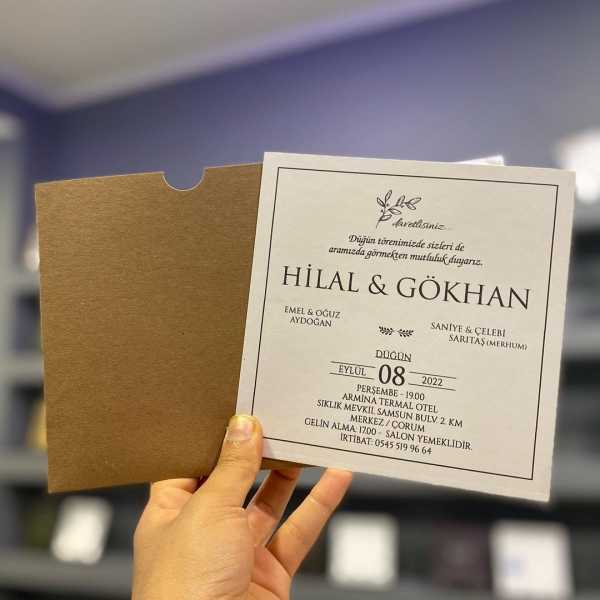 davetlisiniz...
Düğün törenimizde sizleri de
aramızda görmekten mutluluk duyarız.
HİLAL & GÖKHAN
EMEL & OĞUZ
AYDOĞAN
SANİYE & ÇELEBİ
SARITAŞ (MERHUM)
DÜĞÜN
EYLÜL 08 2022
PERŞEMBE - 19.00
ARMİNA TERMAL OTEL
SIKLIK MEVKİİ, SAMSUN BULV. 2. KM
MERKEZ / ÇORUM
GELİN ALMA: 17.00 - SALON YEMEKLİDİR.
İRTİBAT: 0545 519 96 64